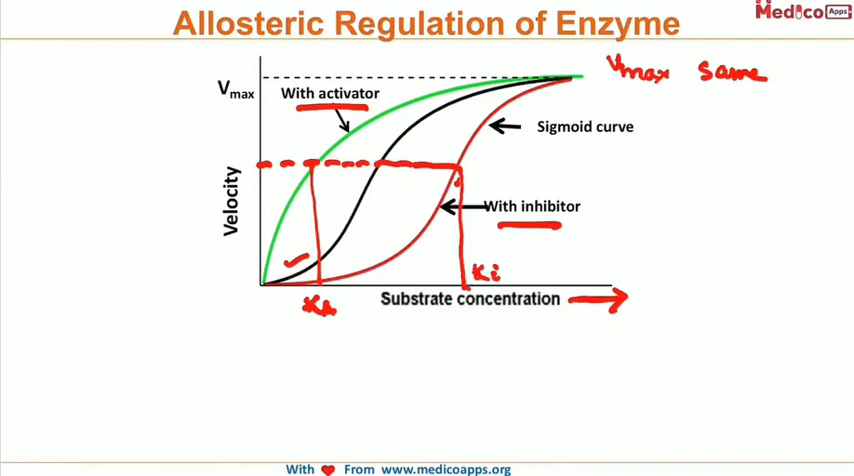 Allosteric Regulation of Enzyme
Medico Apps
Vmax same
Vmax
With activator
Sigmoid curve
Velocity
With inhibitor
Ki
Substrate concentration
KA
With ❤ From www.medicoapps.org